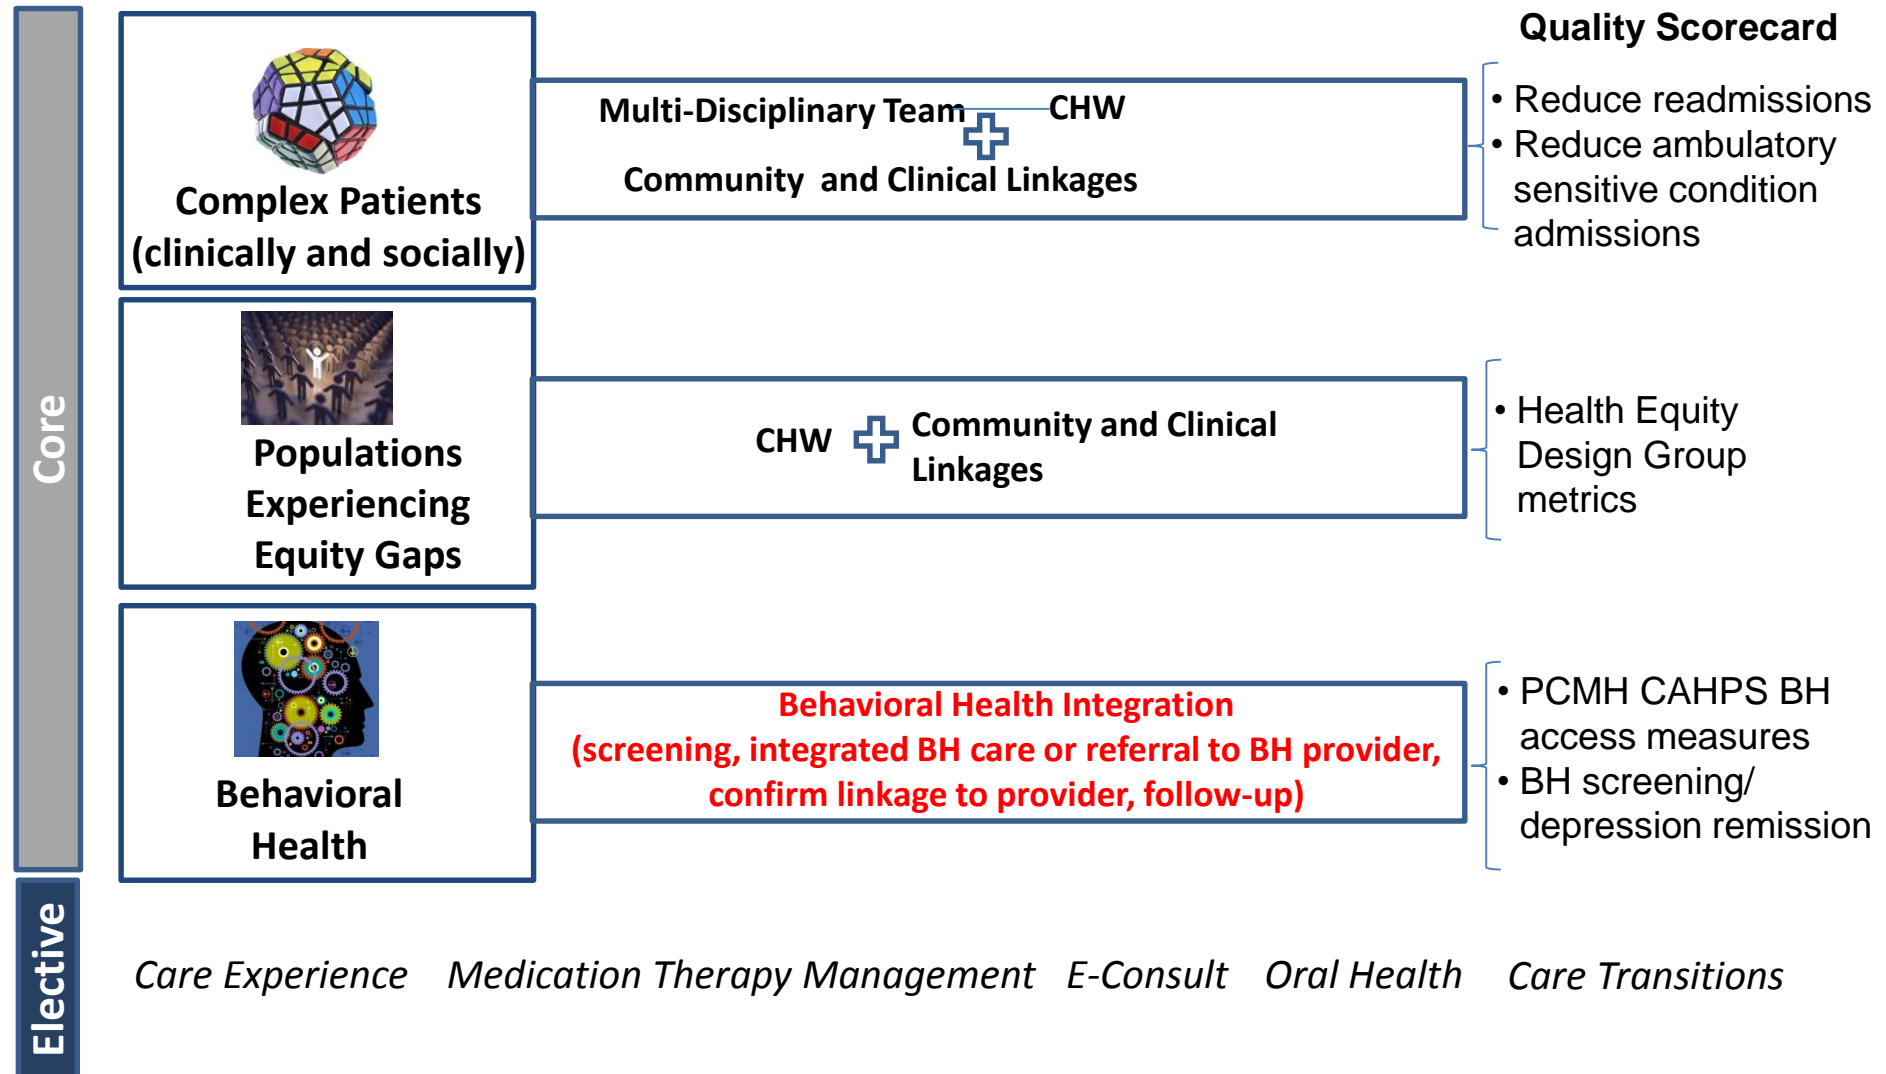 Quality Scorecard
Core
Complex Patients
(clinically and socially)
Multi-Disciplinary Team CHW
Community and Clinical Linkages
• Reduce readmissions
• Reduce ambulatory
sensitive condition
admissions
Populations
Experiencing
Equity Gaps
CHW
Community and Clinical
Linkages
• Health Equity
Design Group
metrics
Behavioral
Health
Behavioral Health Integration
(screening, integrated BH care or referral to BH provider,
confirm linkage to provider, follow-up)
• PCMH CAHPS BH
access measures
• BH screening/
depression remission
Elective
Care Experience Medication Therapy Management E-Consult Oral Health Care Transitions